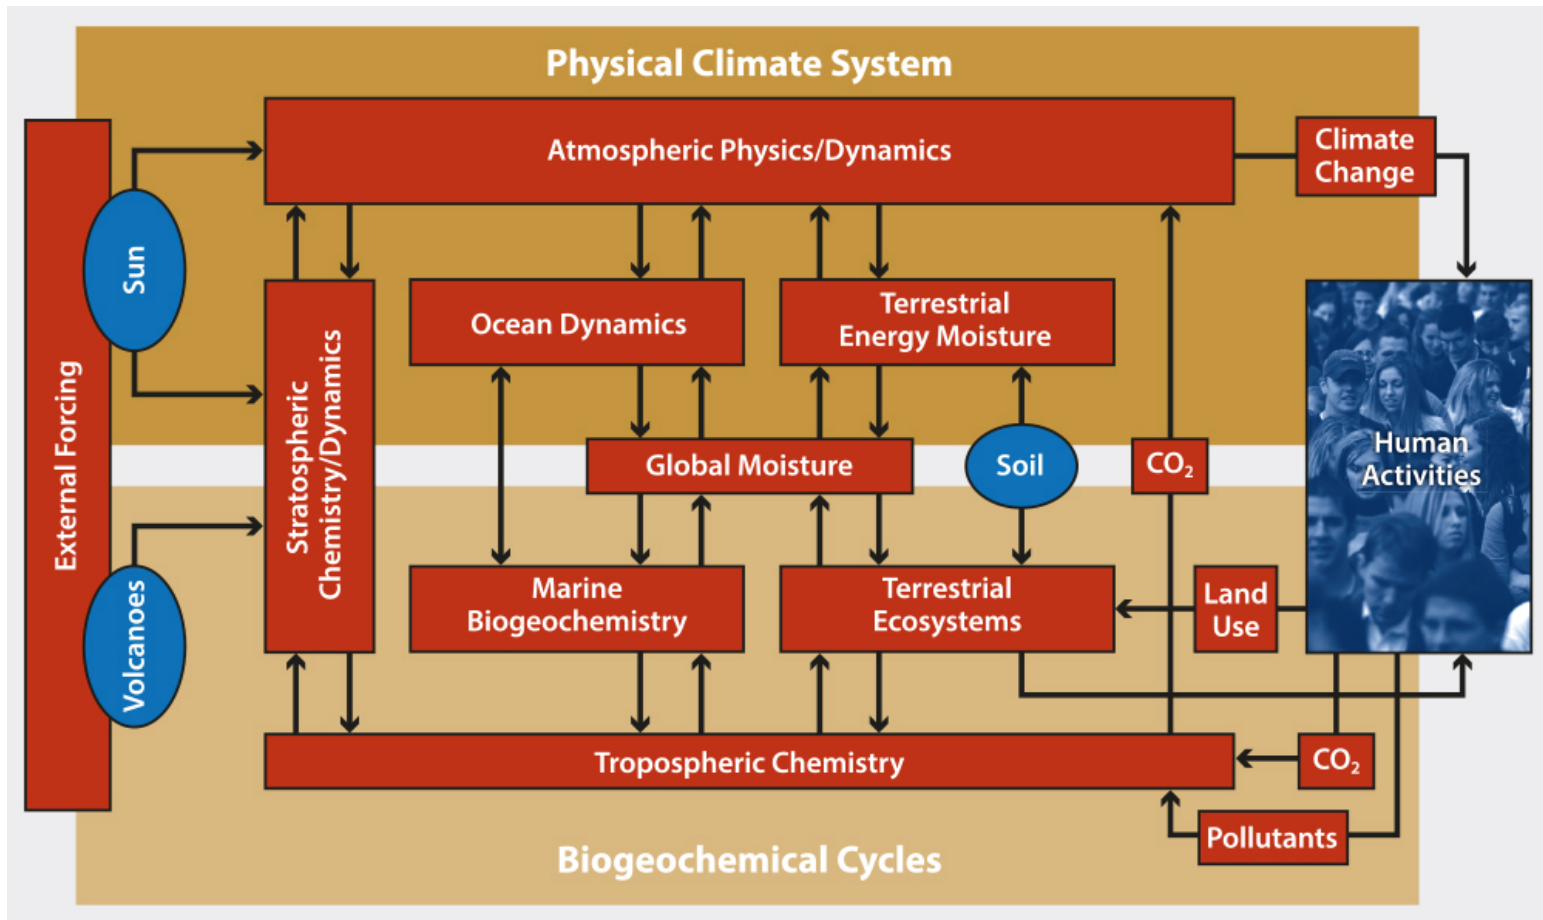 Physical Climate System
Atmospheric Physics/Dynamics
Climate
Change
External Forcing
Sun
Volcanoes
Stratospheric
Chemistry/Dynamics
Ocean Dynamics
Terrestrial
Energy Moisture
Global Moisture
Soil
CO₂
Human
Activities
Marine
Biogeochemistry
Terrestrial
Ecosystems
Land
Use
Tropospheric Chemistry
CO₂
Pollutants
Biogeochemical Cycles